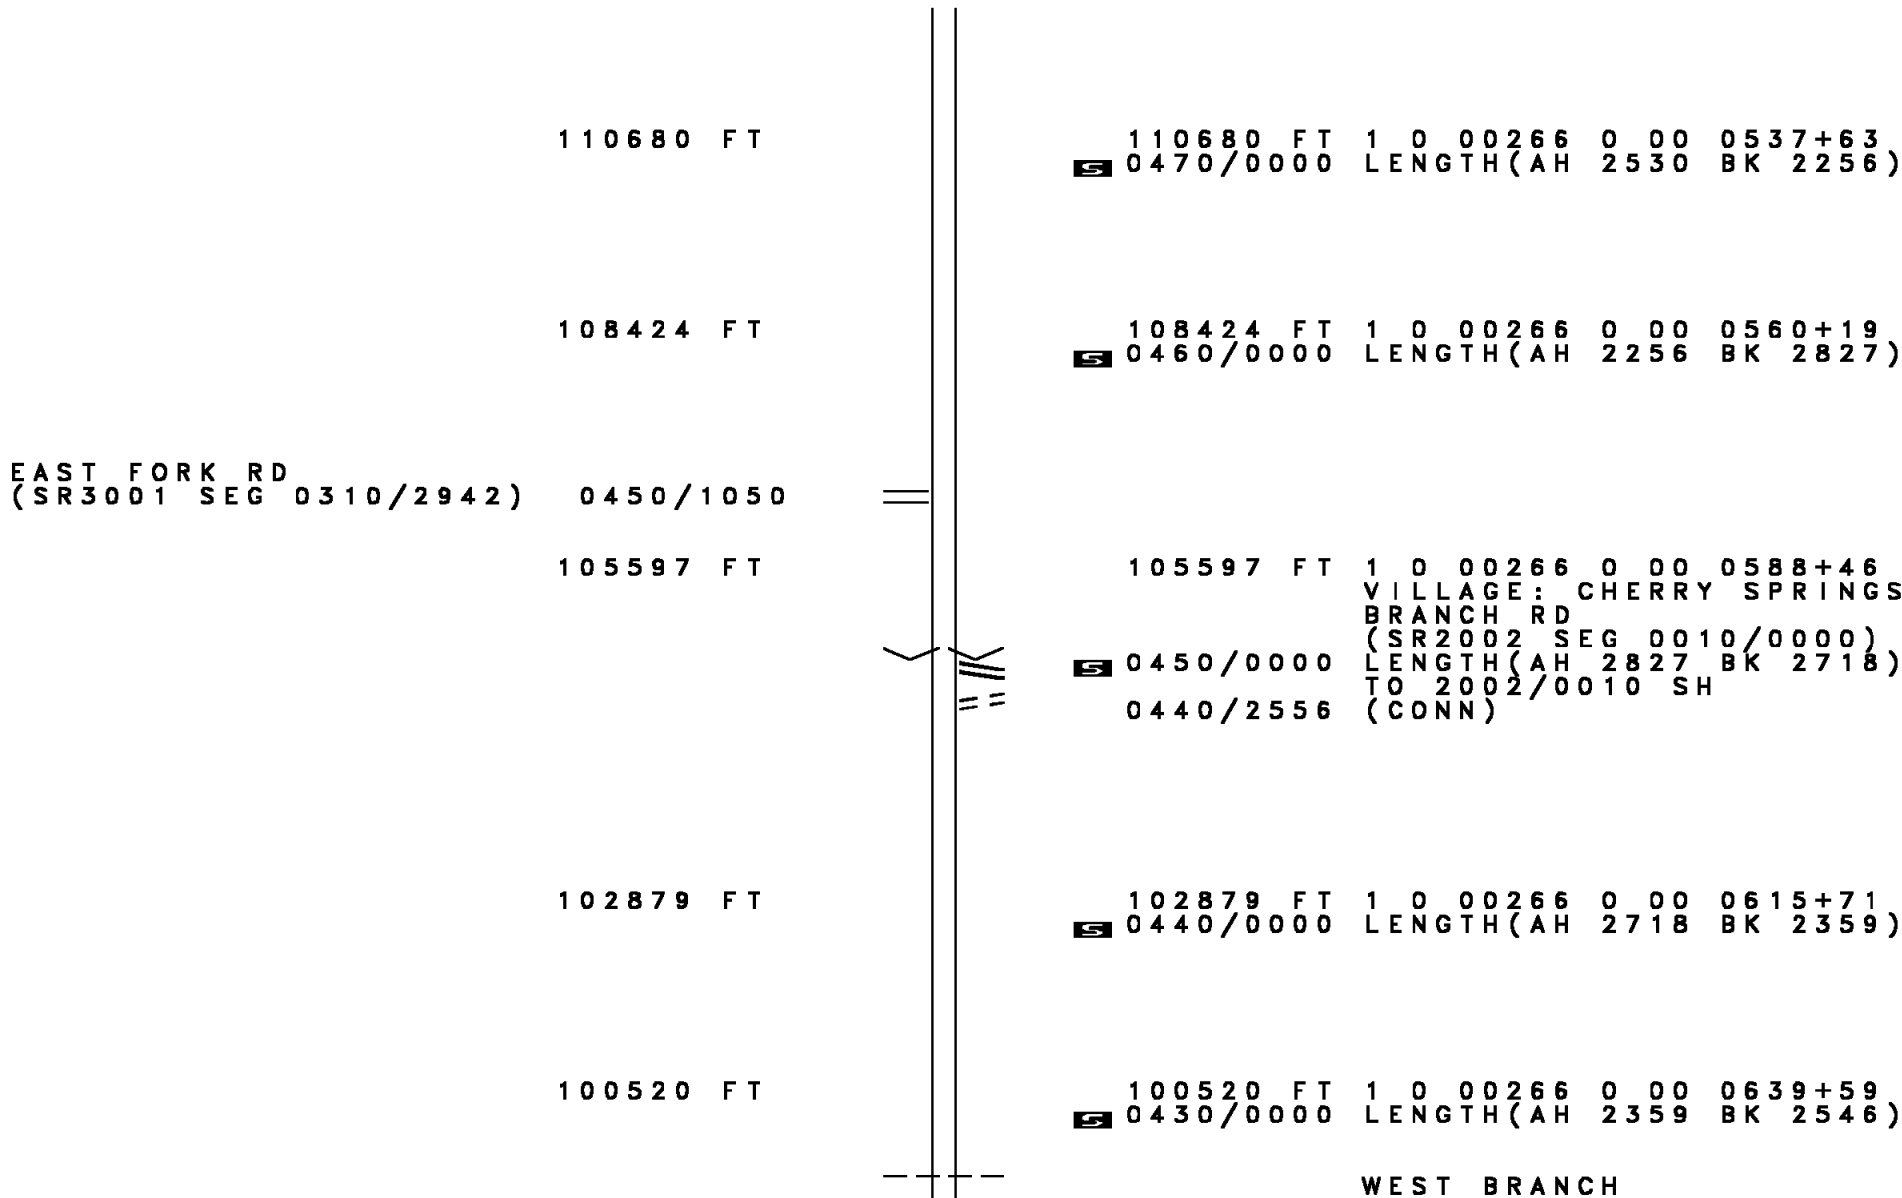 110680 FT 110680 FT 1 0 00266 0 00 0537+63
S 0470/0000 LENGTH(AH 2530 BK 2256)
108424 FT 108424 FT 1 0 00266 0 00 0560+19
S 0460/0000 LENGTH(AH 2256 BK 2827)
EAST FORK RD
(SR3001 SEG 0310/2942) 0450/1050
105597 FT 105597 FT 1 0 00266 0 00 0588+46
VILLAGE: CHERRY SPRINGS
BRANCH RD
(SR2002 SEG 0010/0000)
S 0450/0000 LENGTH(AH 2827 BK 2718)
TO 2002/0010 SH
0440/2556 (CONN)
102879 FT 102879 FT 1 0 00266 0 00 0615+71
S 0440/0000 LENGTH(AH 2718 BK 2359)
100520 FT 100520 FT 1 0 00266 0 00 0639+59
S 0430/0000 LENGTH(AH 2359 BK 2546)
WEST BRANCH